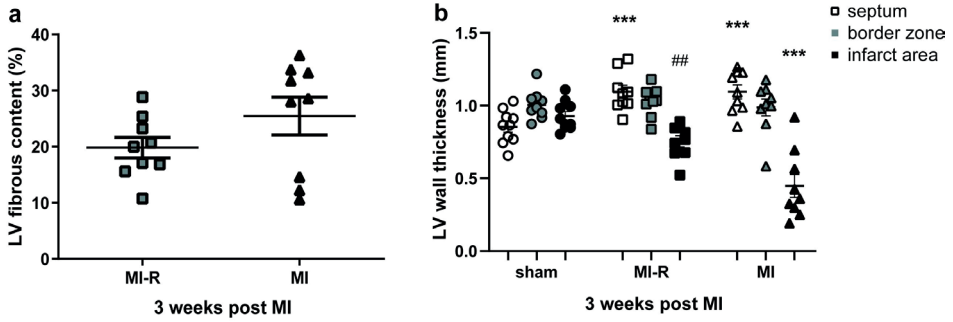 a
LV fibrous content (%)
40
30
20
10
0
MI-R
MI
3 weeks post MI
b
LV wall thickness (mm)
1.5
1.0
0.5
0.0
***
##
***
***
sham
MI-R
MI
3 weeks post MI
septum
border zone
infarct area